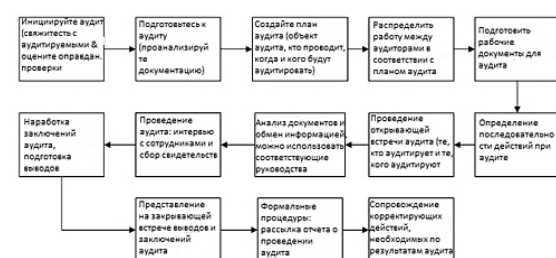 Инициируйте аудит
(свяжитесь с
аудитируемыми &
оцените оправдан.
проверки
Подготовьтесь к
аудиту
(проанализируй
те
документацию)
Создайте план
аудита (объект
аудита, кто проводит,
когда и кого будут
аудитировать)
Распределить
работу между
аудиторами в
соответствии с
планом аудита
Подготовить
рабочие
документы для
аудита
Наработка
заключений
аудита,
подготовка
выводов
Проведение
аудита: интервью
с сотрудниками и
сбор свидетельств
Анализ документов и
обмен информацией,
можно использовать
соответствующие
руководства
Проведение
открывающей
встречи аудита (те,
кто аудитирует и те,
кого аудитируют
Определение
последовательно
сти действий при
аудите
Представление
на закрывающей
встрече выводов и
заключений
аудита
Формальные
процедуры:
рассылка отчета о
проведении
аудита
Сопровождение
корректирующих
действий,
необходимых по
результатам аудита